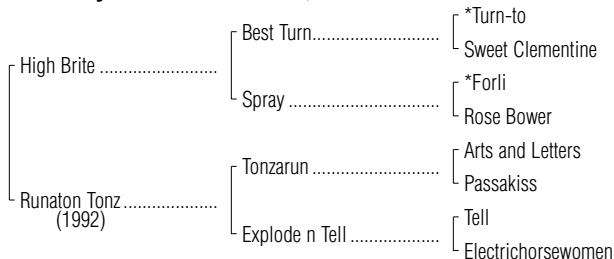 *Turn-to
Best Turn....................................
Sweet Clementine
High Brite .........................
*Forli
Spray ...........................................
Rose Bower
Arts and Letters
Tonzarun ....................................
Passakiss
Runaton Tonz ....................
(1992)
Tell
Explode n Tell ..........................
Electrichorsewomen